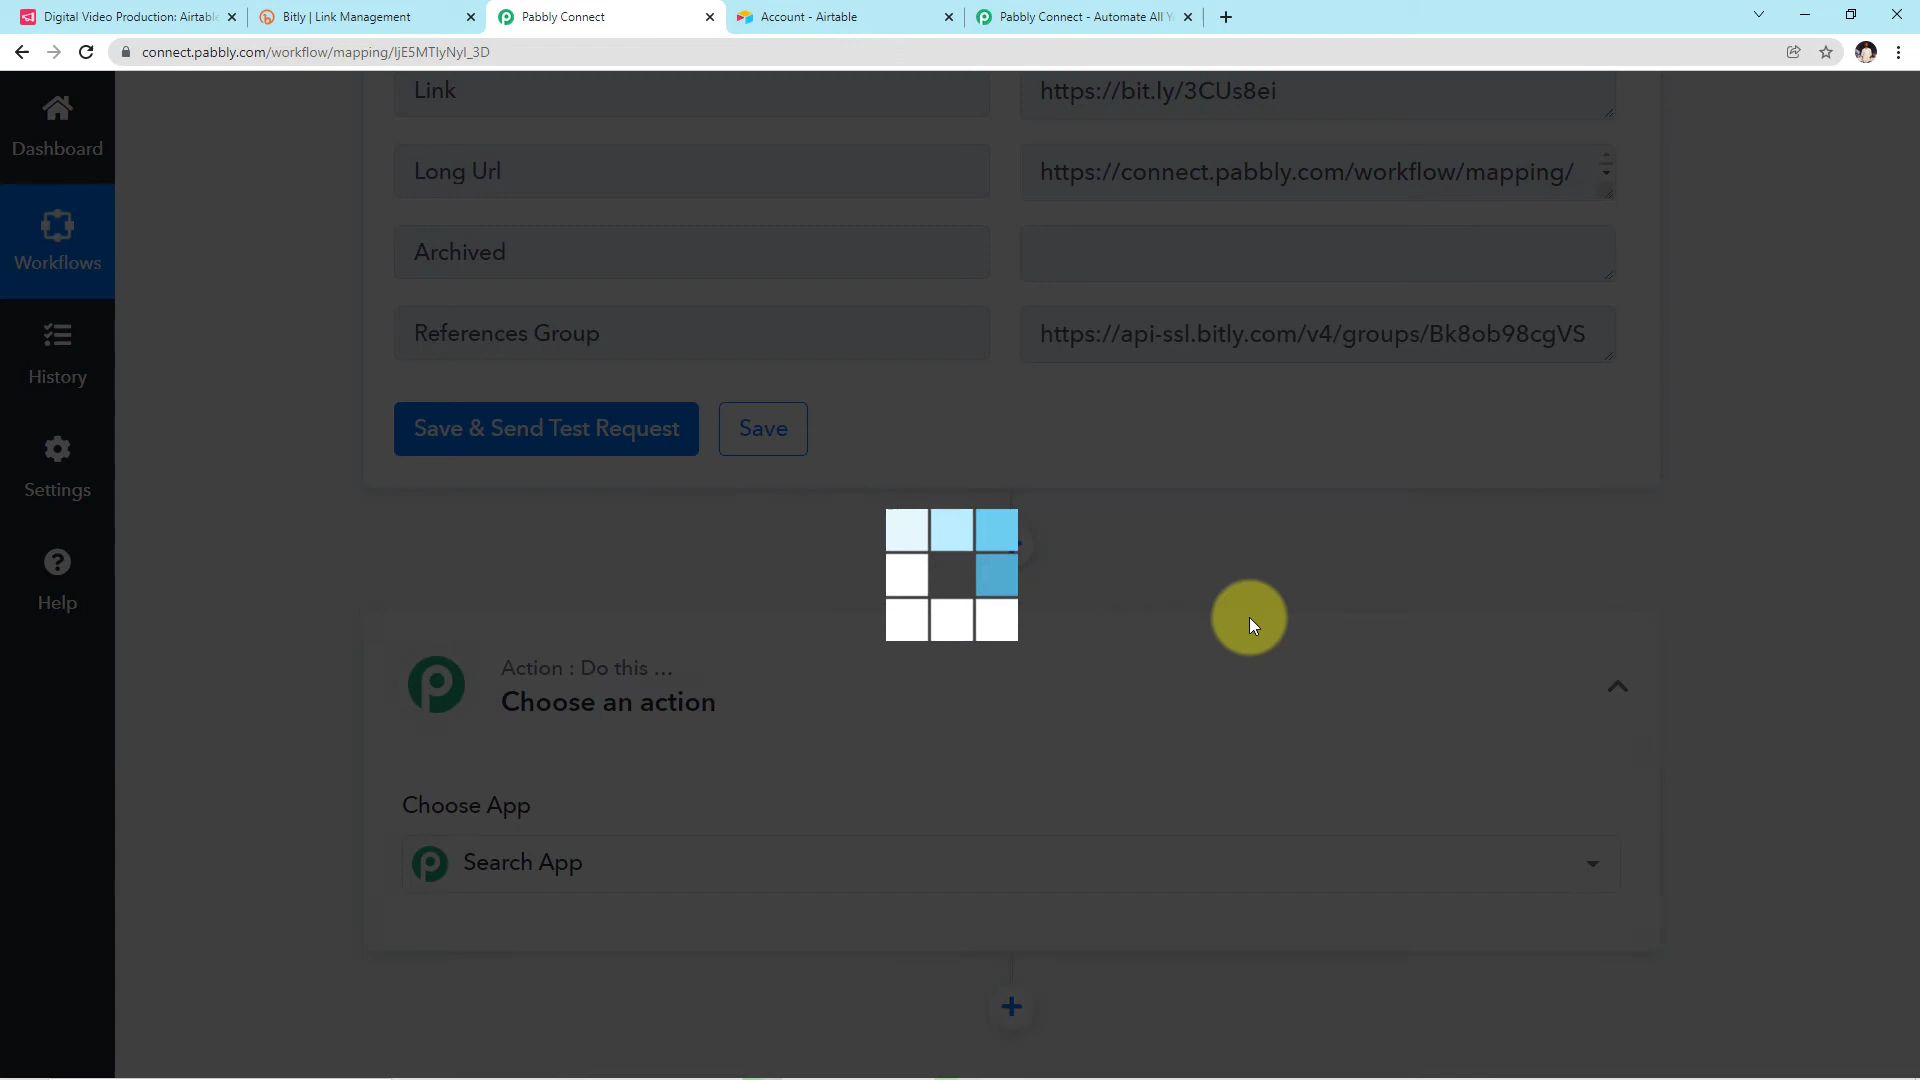 Digital Video Production: Airtable
Bitly | Link Management
Pabbly Connect
Account - Airtable
Pabbly Connect - Automate All Y
connect.pabbly.com/workflow/mapping/IjE5MTIyNyI_3D
Dashboard
Workflows
History
Settings
Help
Link
https://bit.ly/3CUs8ei
Long Url
https://connect.pabbly.com/workflow/mapping/
Archived
References Group
https://api-ssl.bitly.com/v4/groups/Bk8ob98cgVS
Save & Send Test Request
Save
Action : Do this ...
Choose an action
Choose App
Search App